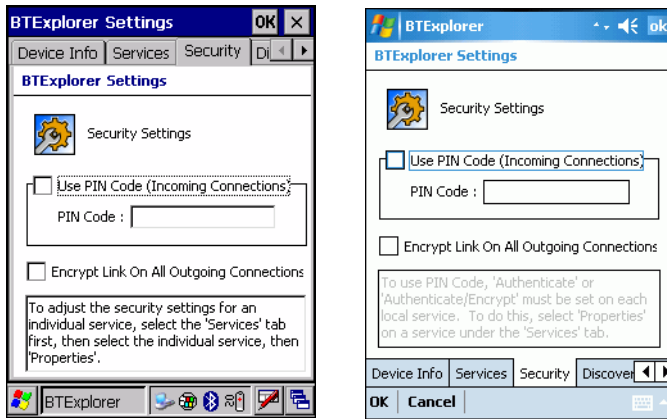 BTExplorer Settings OK
Device Info Services Security Di
BTExplorer Settings
Security Settings
Use PIN Code (Incoming Connections)
PIN Code :
Encrypt Link On All Outgoing Connections
To adjust the security settings for an
individual service, select the 'Services' tab
first, then select the individual service, then
'Properties'.
BTExplorer
BTExplorer ok
BTExplorer Settings
Security Settings
Use PIN Code (Incoming Connections)
PIN Code :
Encrypt Link On All Outgoing Connections
To use PIN Code, 'Authenticate' or
'Authenticate/Encrypt' must be set on each
local service. To do this, select 'Properties'
on a service under the 'Services' tab.
Device Info Services Security Discover
OK Cancel